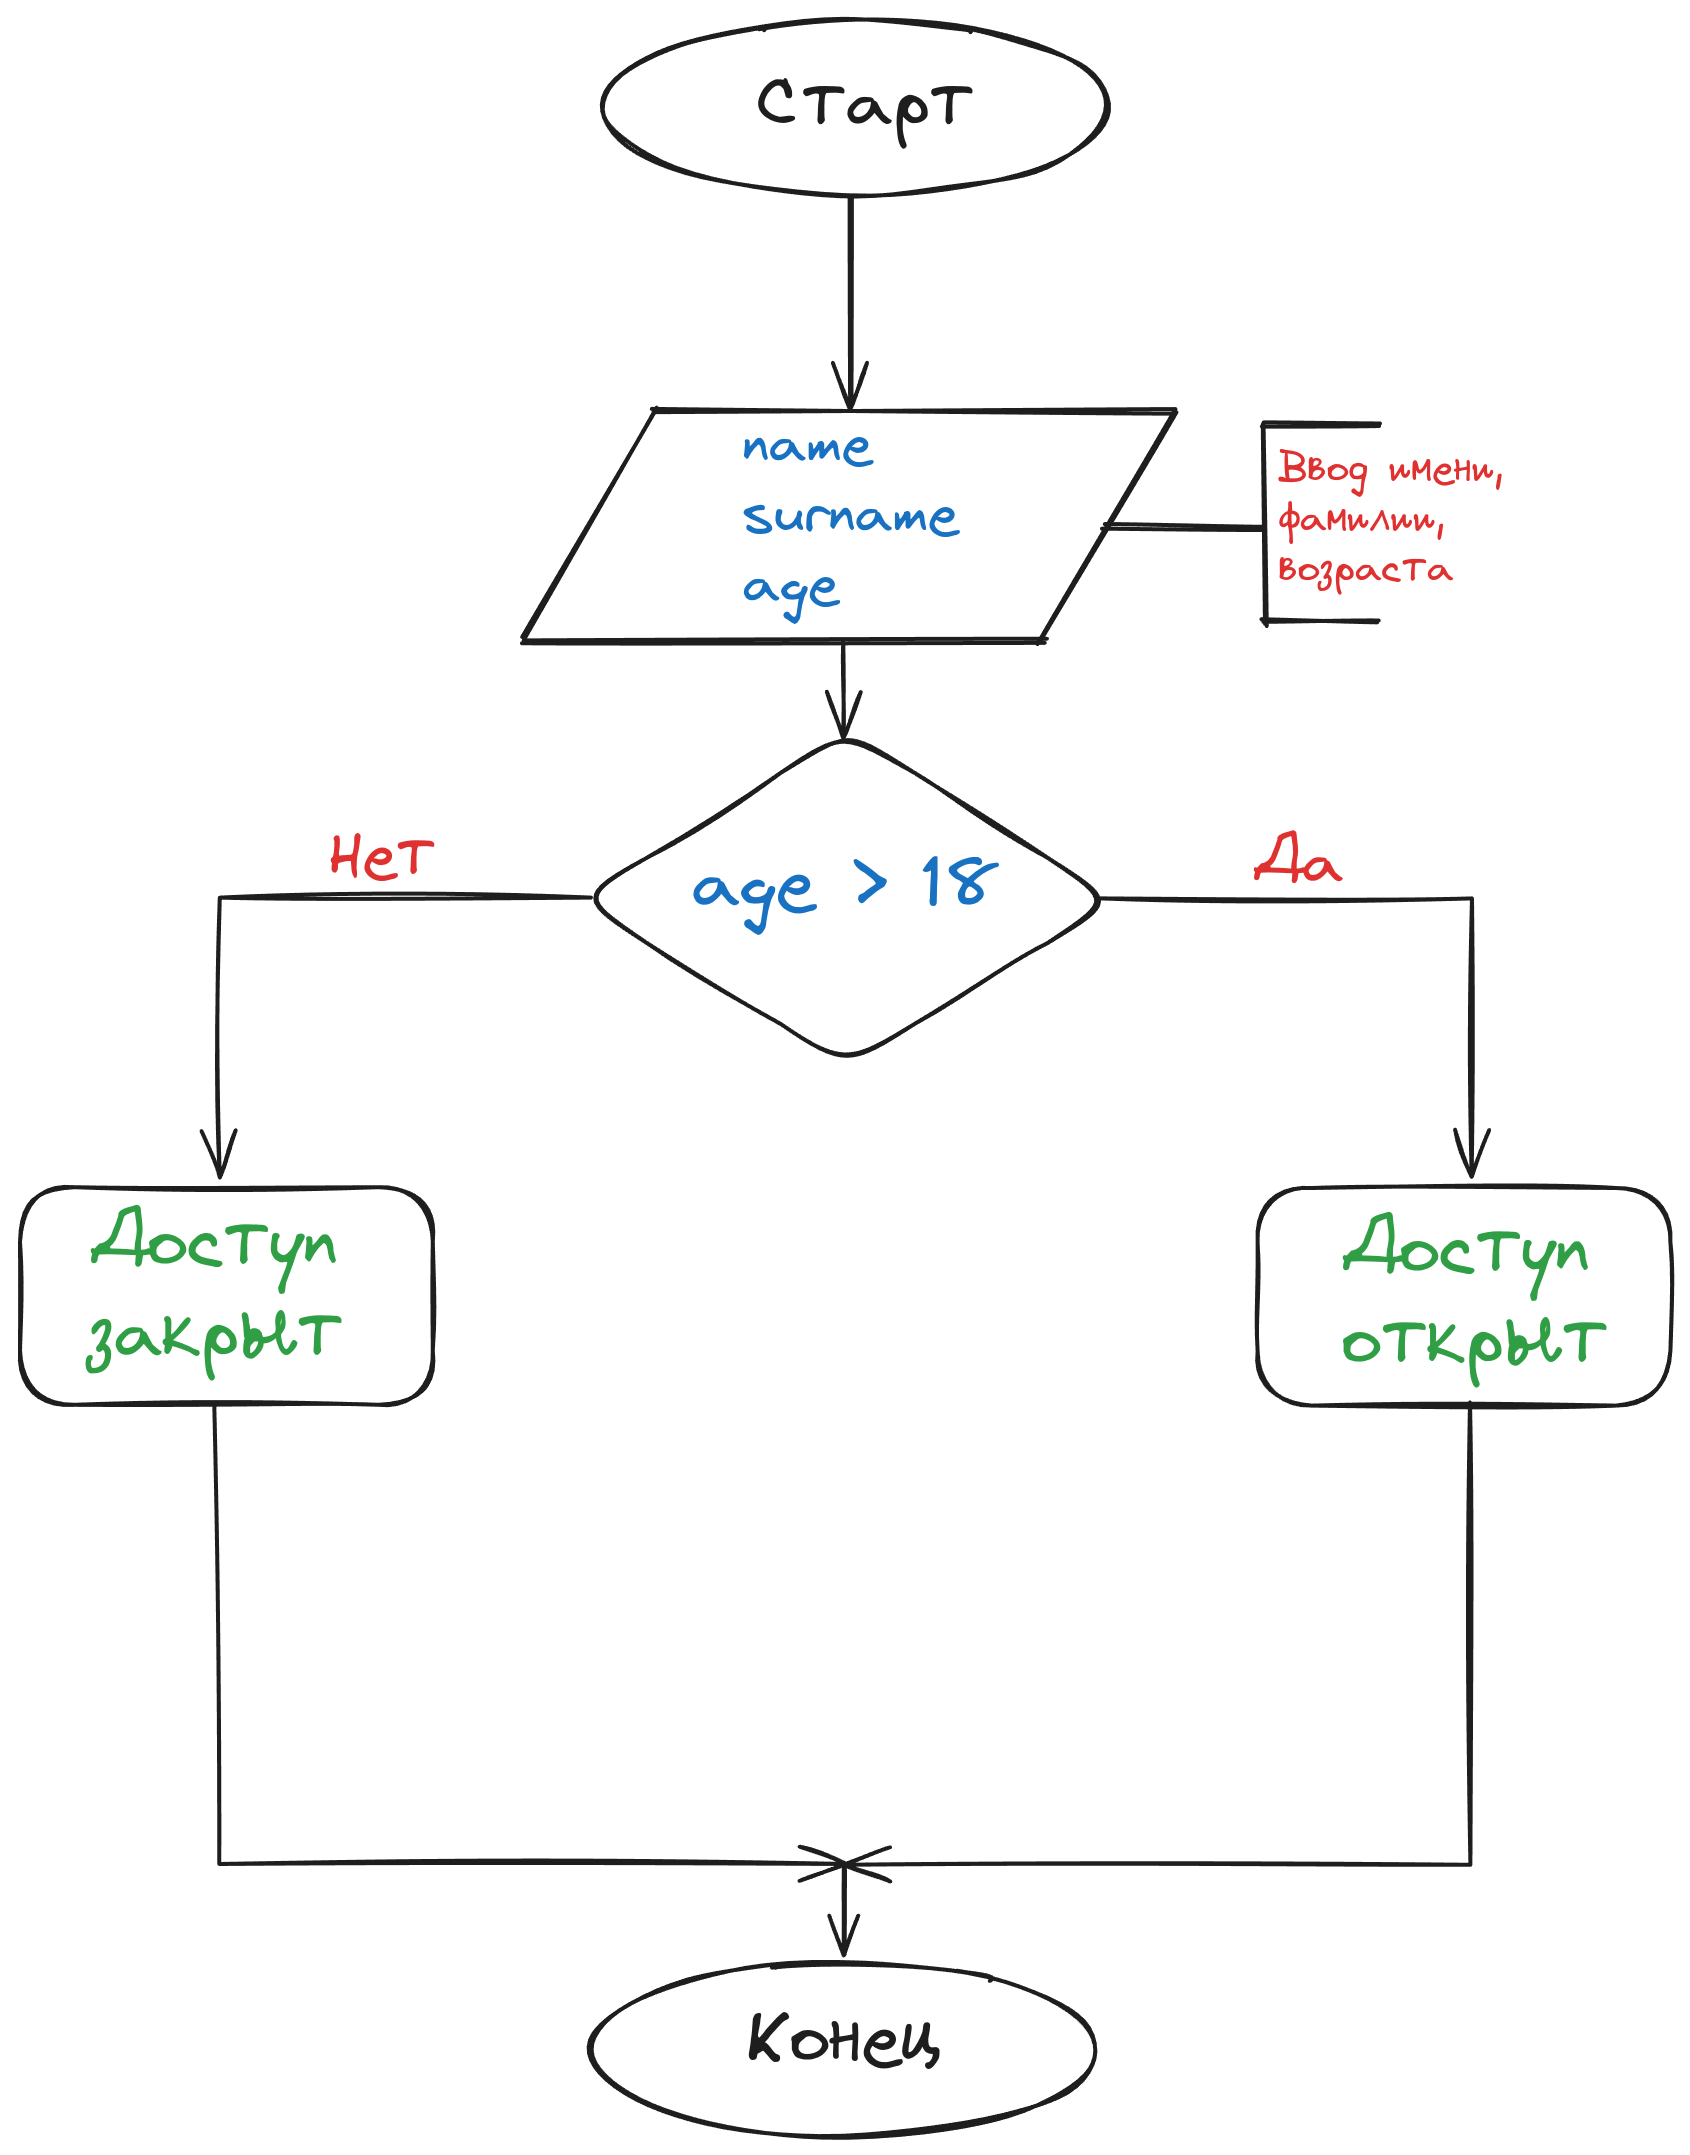 Старт
name
surname
age
Ввод имени,
фамилии,
возраста
Нет
Да
age > 18
Доступ
закрыт
Доступ
открыт
Конец